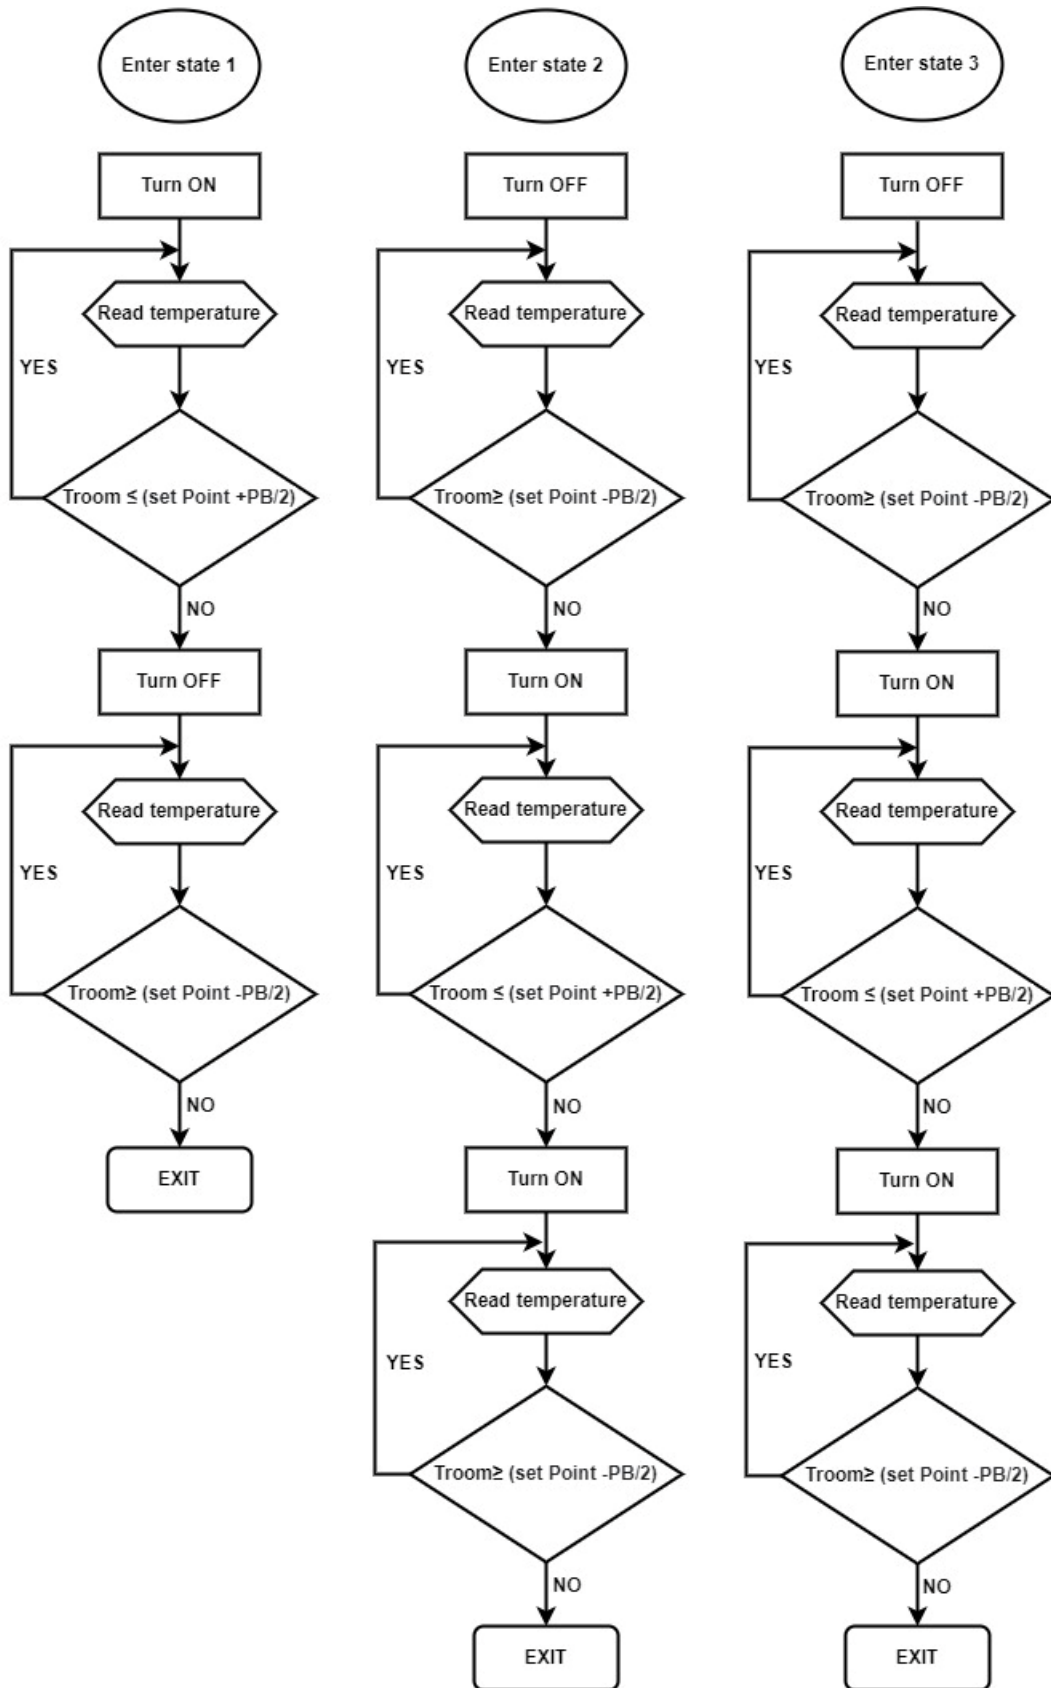 Enter state 1
Turn ON
Read temperature
YES
Troom ≤ (set Point +PB/2)
NO
Turn OFF
Read temperature
YES
Troom≥ (set Point -PB/2)
NO
EXIT
Enter state 2
Turn OFF
Read temperature
YES
Troom≥ (set Point -PB/2)
NO
Turn ON
Read temperature
YES
Troom ≤ (set Point +PB/2)
NO
Turn ON
Read temperature
YES
Troom≥ (set Point -PB/2)
NO
EXIT
Enter state 3
Turn OFF
Read temperature
YES
Troom≥ (set Point -PB/2)
NO
Turn ON
Read temperature
YES
Troom ≤ (set Point +PB/2)
NO
Turn ON
Read temperature
YES
Troom≥ (set Point -PB/2)
NO
EXIT